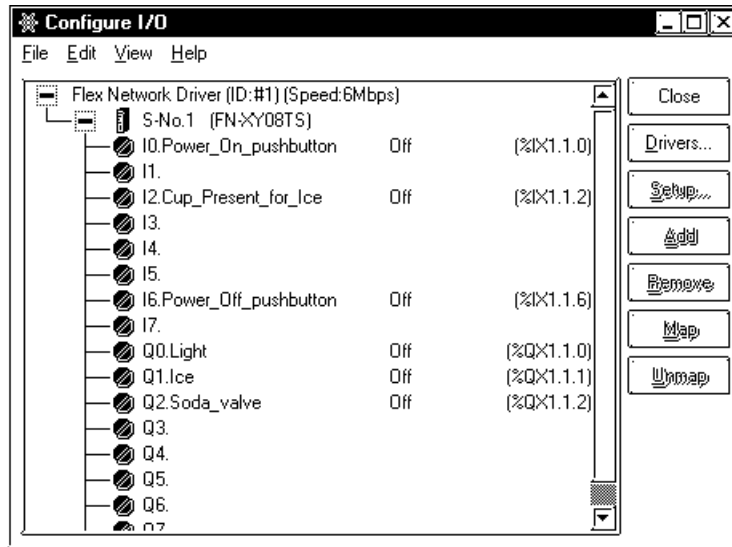 Configure I/O
File Edit View Help
Flex Network Driver (ID:#1) (Speed:6Mbps)
S-No.1 (FN-XY08TS)
I0.Power_On_pushbutton Off (%IX1.1.0)
I1.
I2.Cup_Present_for_Ice Off (%IX1.1.2)
I3.
I4.
I5.
I6.Power_Off_pushbutton Off (%IX1.1.6)
I7.
Q0.Light Off (%QX1.1.0)
Q1.Ice Off (%QX1.1.1)
Q2.Soda_valve Off (%QX1.1.2)
Q3.
Q4.
Q5.
Q6.
Q7.
Close
Drivers...
Setup...
Add
Remove
Map
Unmap